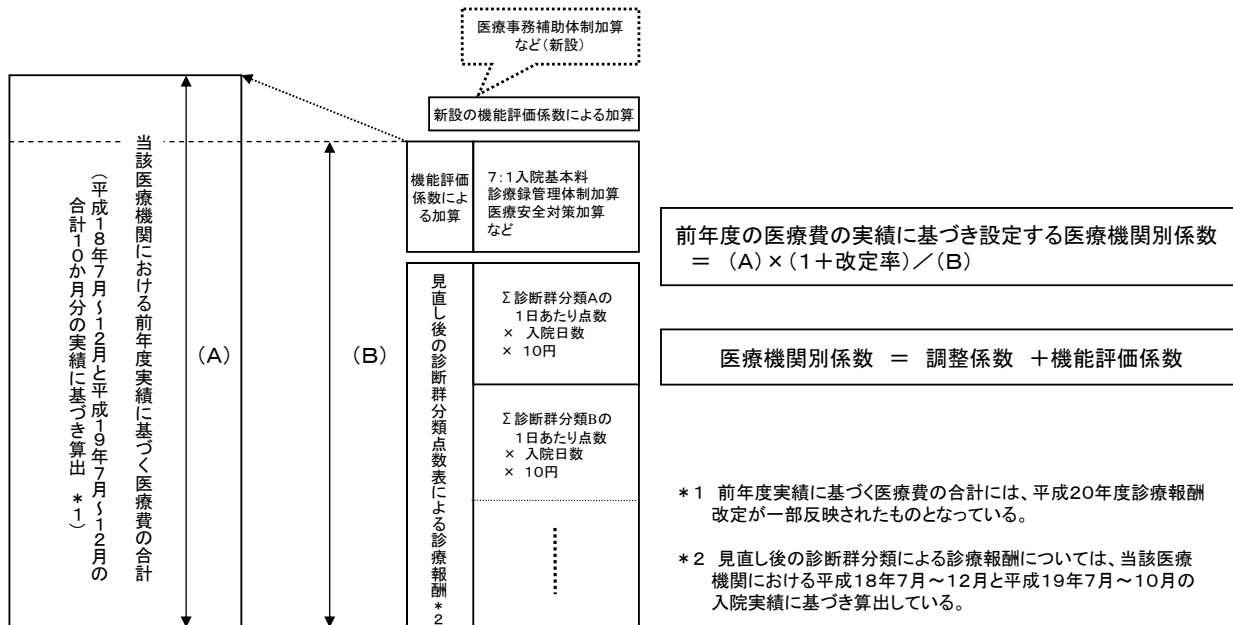 医療事務補助体制加算
など(新設)
新設の機能評価係数による加算
当該医療機関における前年度実績に基づく医療費の合計
(平成18年7月~12月と平成19年7月~12月の
合計10か月分の実績に基づき算出 *1)
(A)
(B)
機能評価
係数によ
る加算
7:1入院基本料
診療録管理体制加算
医療安全対策加算
など
見直し後の診断群分類点数表による診療報酬*2
Σ診断群分類Aの
1日あたり点数
× 入院日数
× 10円
Σ診断群分類Bの
1日あたり点数
× 入院日数
× 10円
前年度の医療費の実績に基づき設定する医療機関別係数
= (A)×(1+改定率)/(B)
医療機関別係数 = 調整係数 +機能評価係数
*1 前年度実績に基づく医療費の合計には、平成20年度診療報酬
改定が一部反映されたものとなっている。
*2 見直し後の診断群分類による診療報酬については、当該医療
機関における平成18年7月~12月と平成19年7月~10月の
入院実績に基づき算出している。